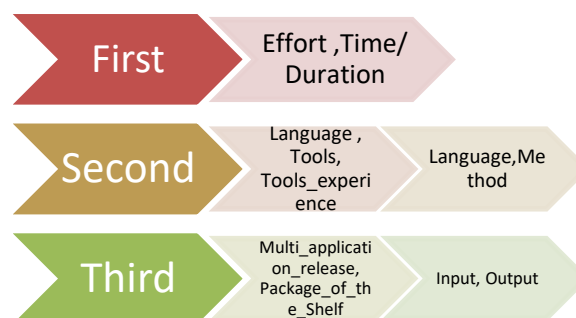 First
Effort ,Time/
Duration
Second
Language ,
Tools,
Tools_experi
ence
Language,Me
thod
Third
Multi_applicati
on_release,
Package_of_th
e_Shelf
Input, Output